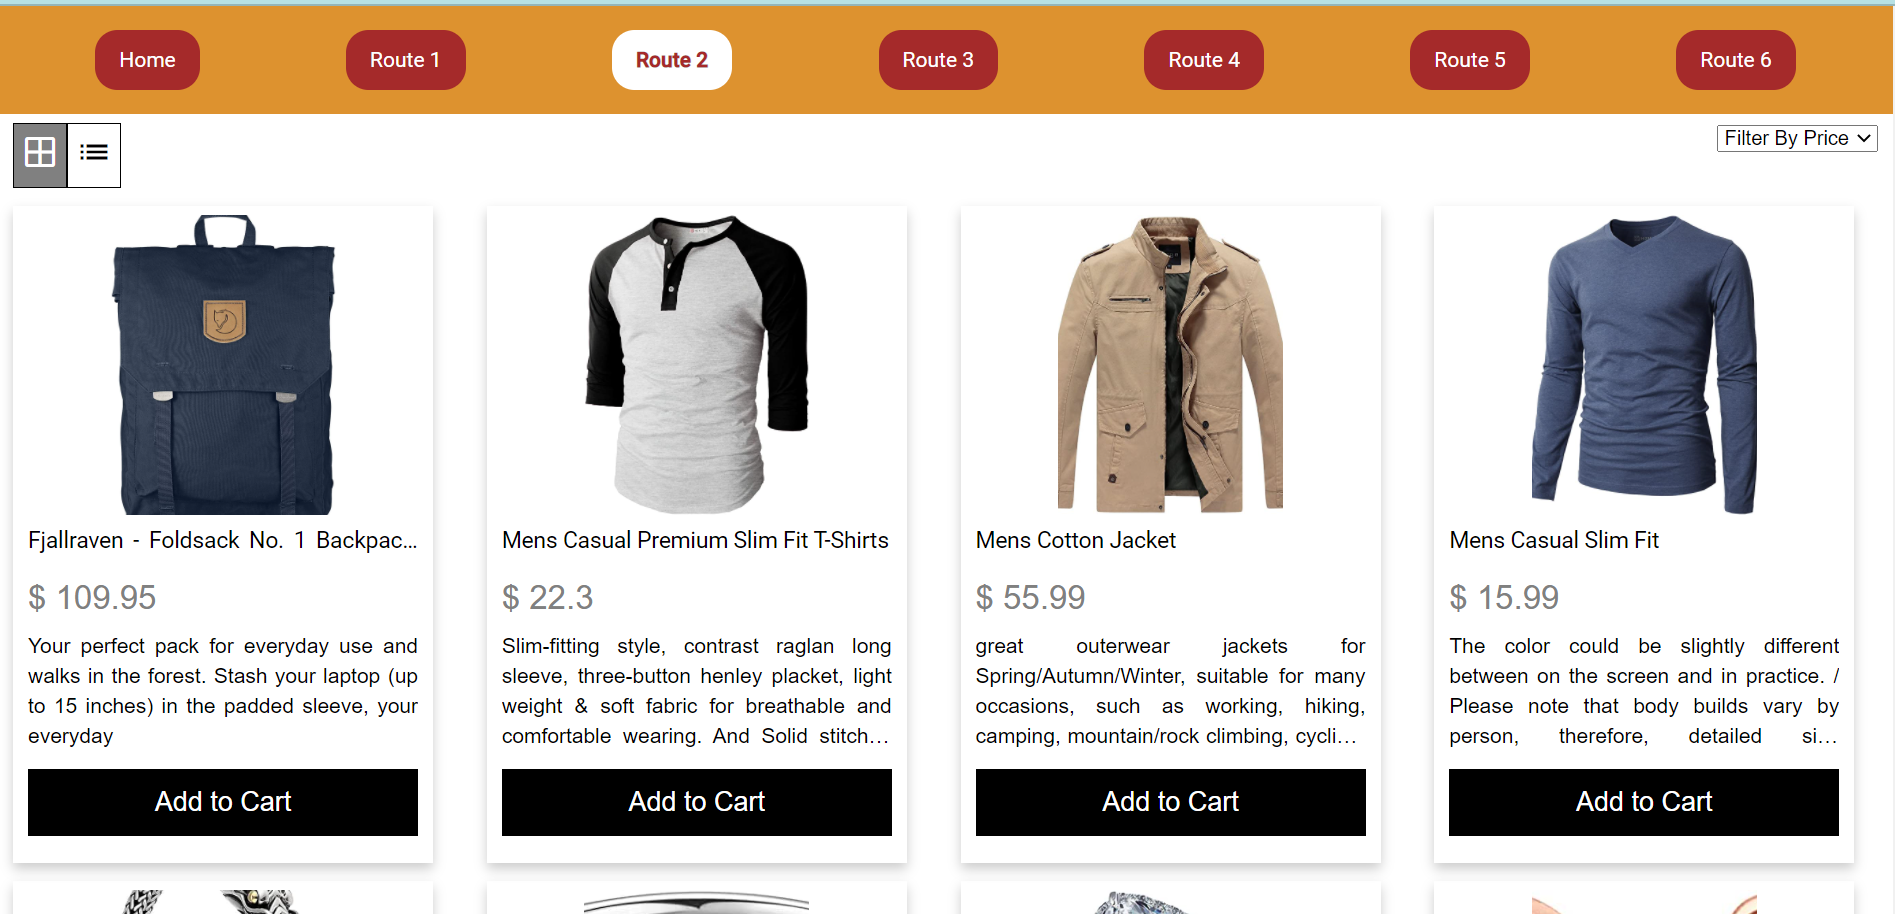 Home
Route 1
Route 2
Route 3
Route 4
Route 5
Route 6
Filter By Price
Fjallraven - Foldsack No. 1 Backpac...
$ 109.95
Your perfect pack for everyday use and
walks in the forest. Stash your laptop (up
to 15 inches) in the padded sleeve, your
everyday
Add to Cart
Mens Casual Premium Slim Fit T-Shirts
$ 22.3
Slim-fitting style, contrast raglan long
sleeve, three-button henley placket, light
weight & soft fabric for breathable and
comfortable wearing. And Solid stitch...
Add to Cart
Mens Cotton Jacket
$ 55.99
great outerwear jackets for
Spring/Autumn/Winter, suitable for many
occasions, such as working, hiking,
camping, mountain/rock climbing, cycli...
Add to Cart
Mens Casual Slim Fit
$ 15.99
The color could be slightly different
between on the screen and in practice. /
Please note that body builds vary by
person, therefore, detailed si...
Add to Cart